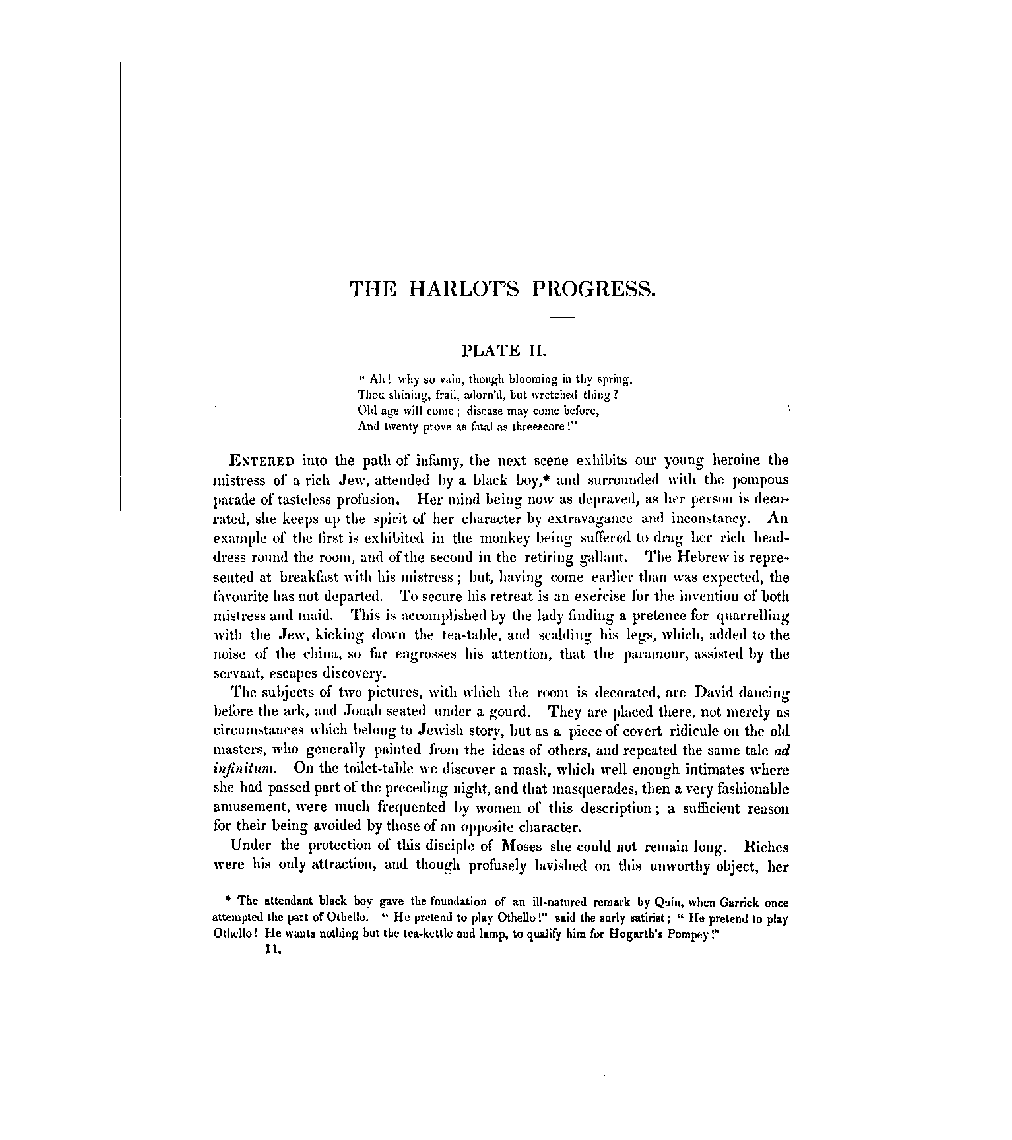 THE HARLOT'S PROGRESS.
PLATE II.
" Ah! why so vain, though blooming in thy spring,
Thou shining, frail, adorn'd, but wretched thing?
Old age will come ; disease may come before,
And twenty prove as fatal as threescore!"
ENTERED into the path of infamy, the next scene exhibits our young heroine the
mistress of a rich Jew, attended by a black boy,* and surrounded with the pompous
parade of tasteless profusion. Her mind being now as depraved, as her person is deco-
rated, she keeps up the spirit of her character by extravagance and inconstancy. An
example of the first is exhibited in the monkey being suffered to drag her rich head-
dress round the room, and of the second in the retiring gallant. The Hebrew is repre-
sented at breakfast with his mistress ; but, having come earlier than was expected, the
favourite has not departed. To secure his retreat is an exercise for the invention of both
mistress and maid. This is accomplished by the lady finding a pretence for quarrelling
with the Jew, kicking down the tea-table, and scalding his legs, which, added to the
noise of the china, so far engrosses his attention, that the paramour, assisted by the
servant, escapes discovery.
The subjects of two pictures, with which the room is decorated, are David dancing
before the ark, and Jonah seated under a gourd. They are placed there, not merely as
circumstances which belong to Jewish story, but as a piece of covert ridicule on the old
masters, who generally painted from the ideas of others, and repeated the same tale ad
infinitum. On the toilet-table we discover a mask, which well enough intimates where
she had passed part of the preceding night, and that masquerades, then a very fashionable
amusement, were much frequented by women of this description ; a sufficient reason
for their being avoided by those of an opposite character.
Under the protection of this disciple of Moses she could not remain long. Riches
were his only attraction, and though profusely lavished on this unworthy object, her
* The attendant black boy gave the foundation of an ill-natured remark by Quin, when Garrick once
attempted the part of Othello. " He pretend to play Othello!" said the surly satirist ; " He pretend to play
Othello! He wants nothing but the tea-kettle and lamp, to qualify him for Hogarth's Pompey!"
II.